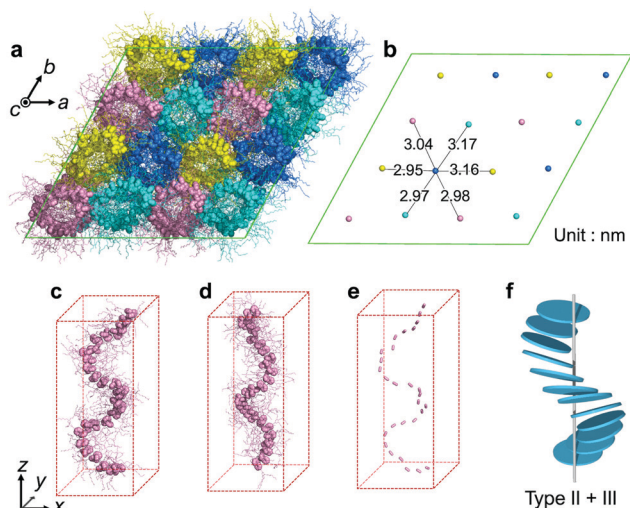 a
b
c
a
b
3.04
3.17
2.95
3.16
2.97
2.98
Unit : nm
c
d
e
f
z
y
x
Type II + III